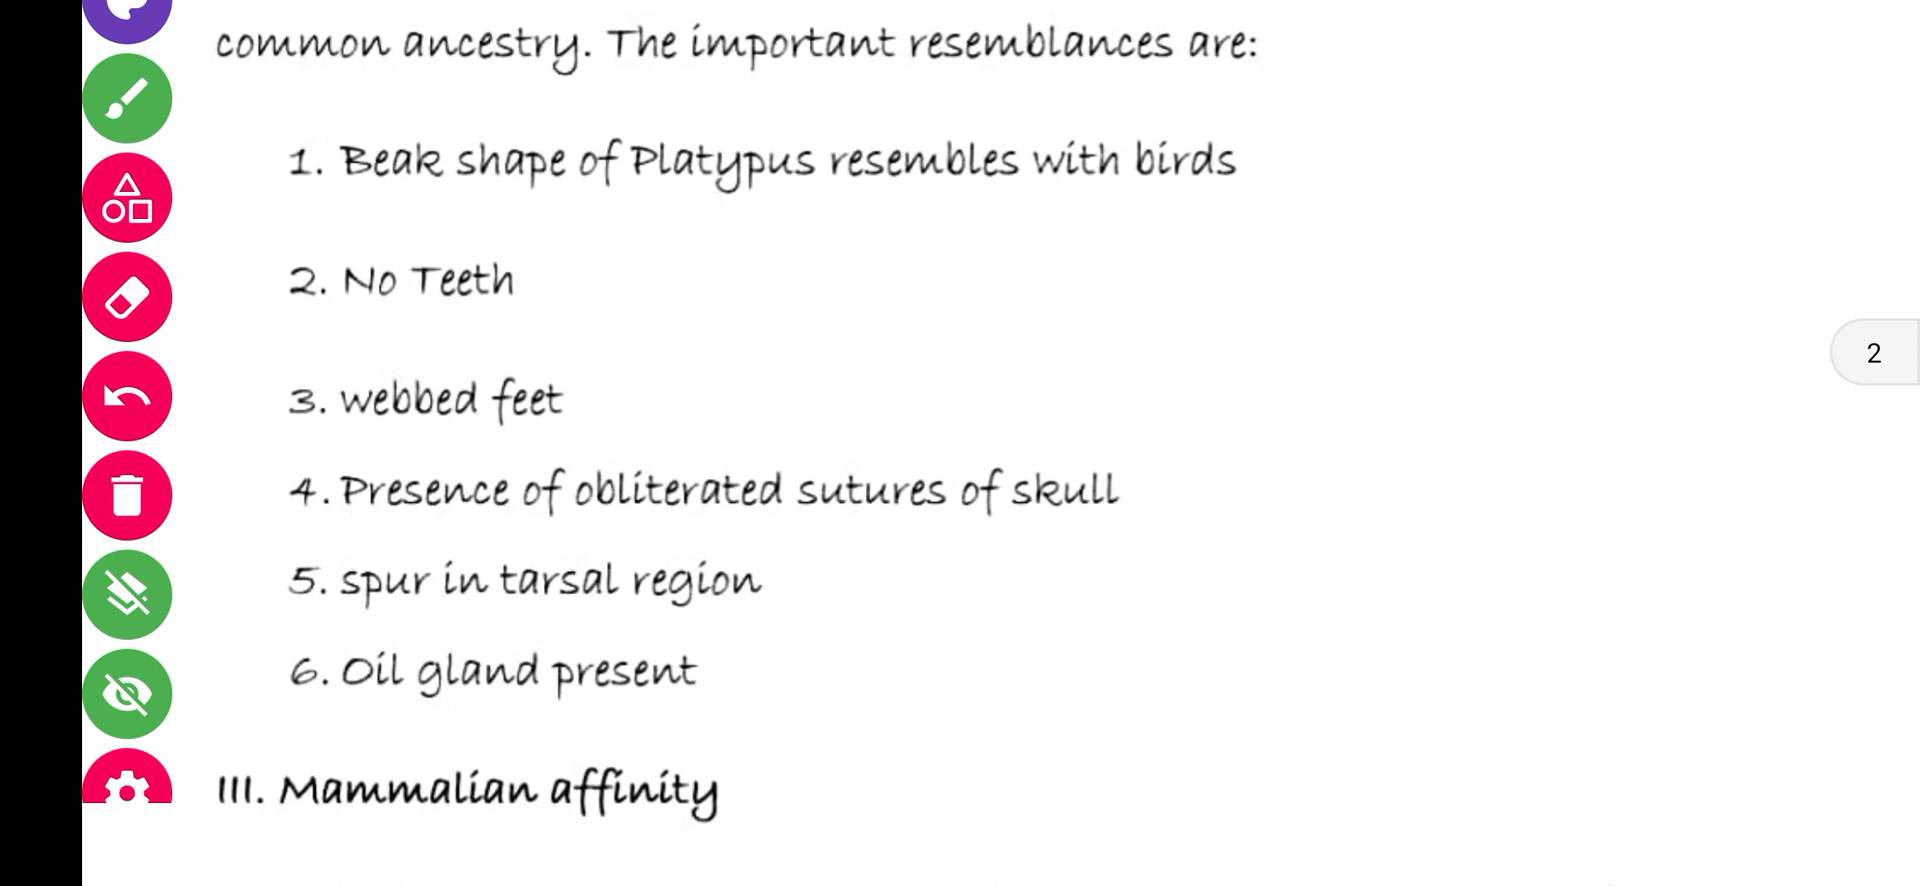 common ancestry. The important resemblances are:
1. Beak shape of Platypus resembles with birds
2. No Teeth
2
3. webbed feet
4. Presence of obliterated sutures of skull
5. spur in tarsal region
6. Oil gland present
III. Mammalian affinity